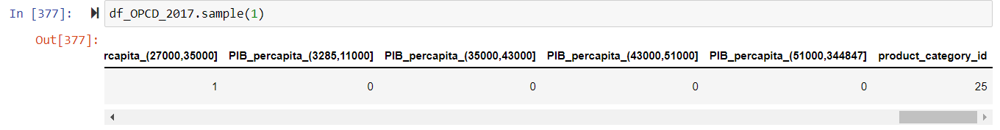 In [377]: df_OPCD_2017.sample(1)
Out[377]:
rcapita_(27000,35000] PIB_percapita_(3285,11000] PIB_percapita_(35000,43000] PIB_percapita_(43000,51000] PIB_percapita_(51000,344847] product_category_id
1 0 0 0 0 25